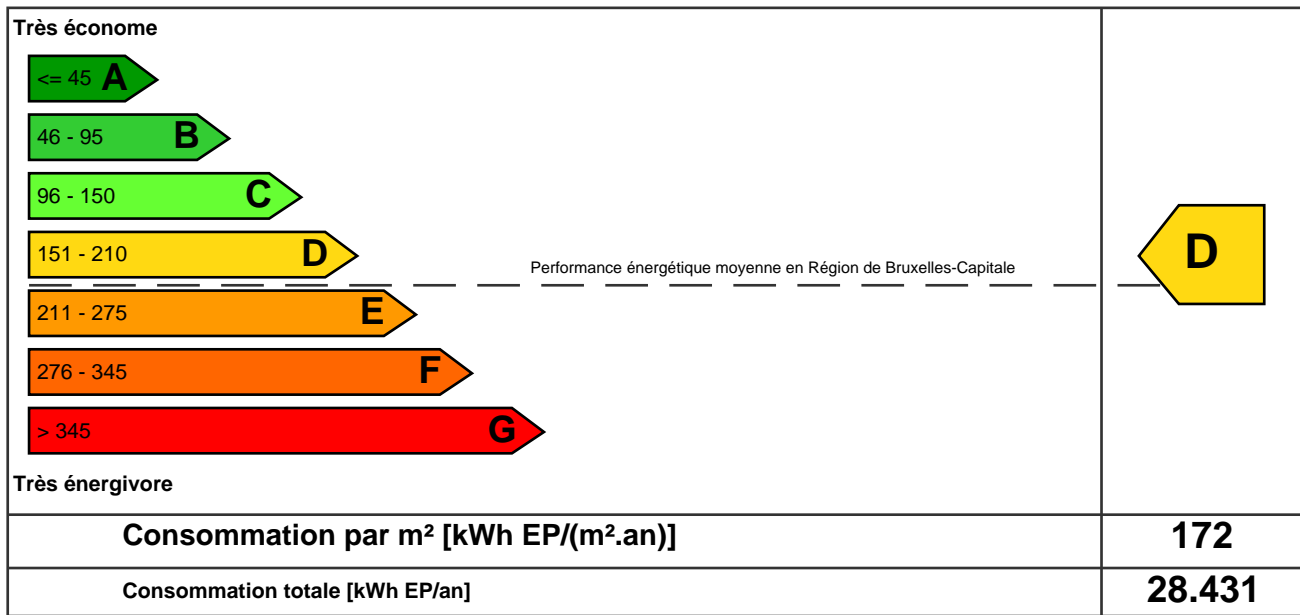 Très économe
<= 45 A
46 - 95 B
96 - 150 C
151 - 210 D
Performance énergétique moyenne en Région de Bruxelles-Capitale
D
211 - 275 E
276 - 345 F
> 345 G
Très énergivore
Consommation par m² [kWh EP/(m².an)] 172
Consommation totale [kWh EP/an] 28.431